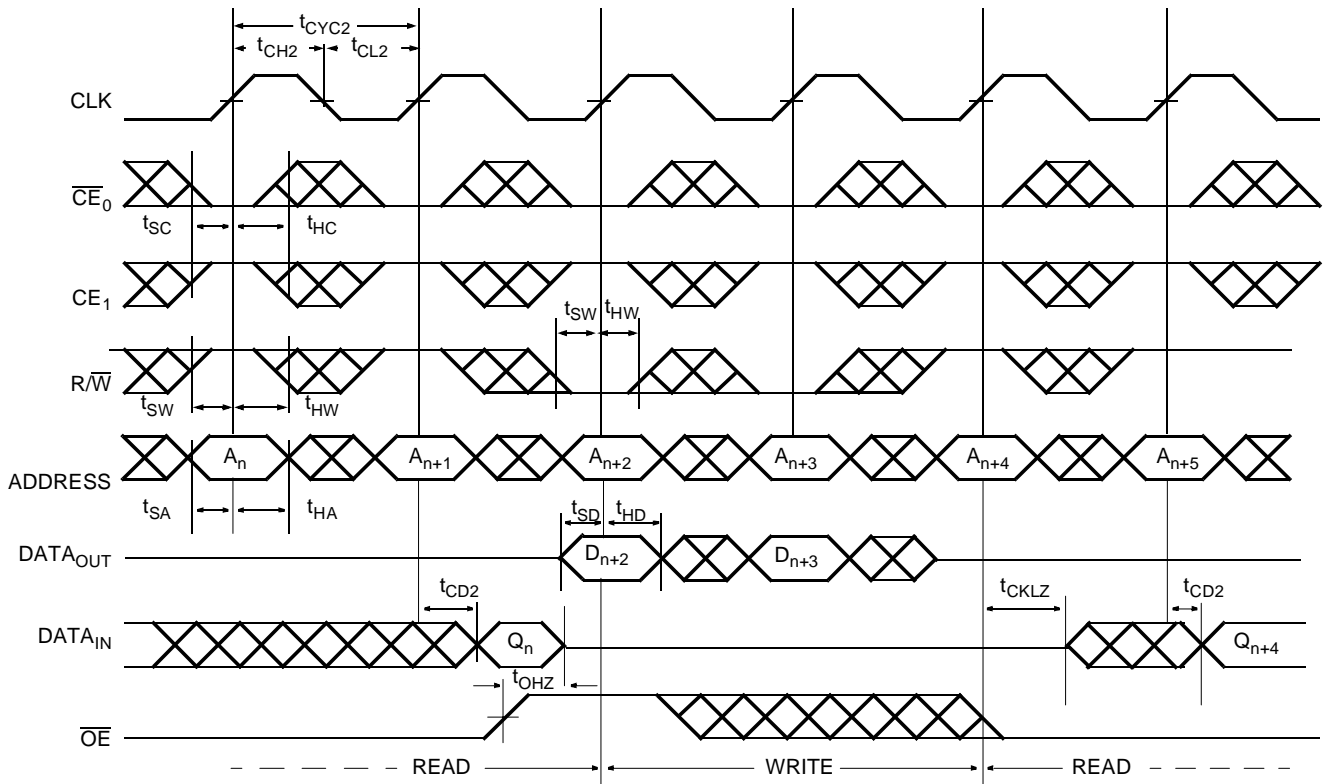 tCYC2
tCH2 tCL2
CLK
CE0
tSC tHC
CE1
tSW tHW
R/W
tSW tHW
An An+1 An+2 An+3 An+4 An+5
ADDRESS
tSA tHA tSD tHD
DATAOUT Dn+2 Dn+3
tCD2 tCKLZ tCD2
DATAIN Qn Qn+4
tOHZ
OE
READ WRITE READ